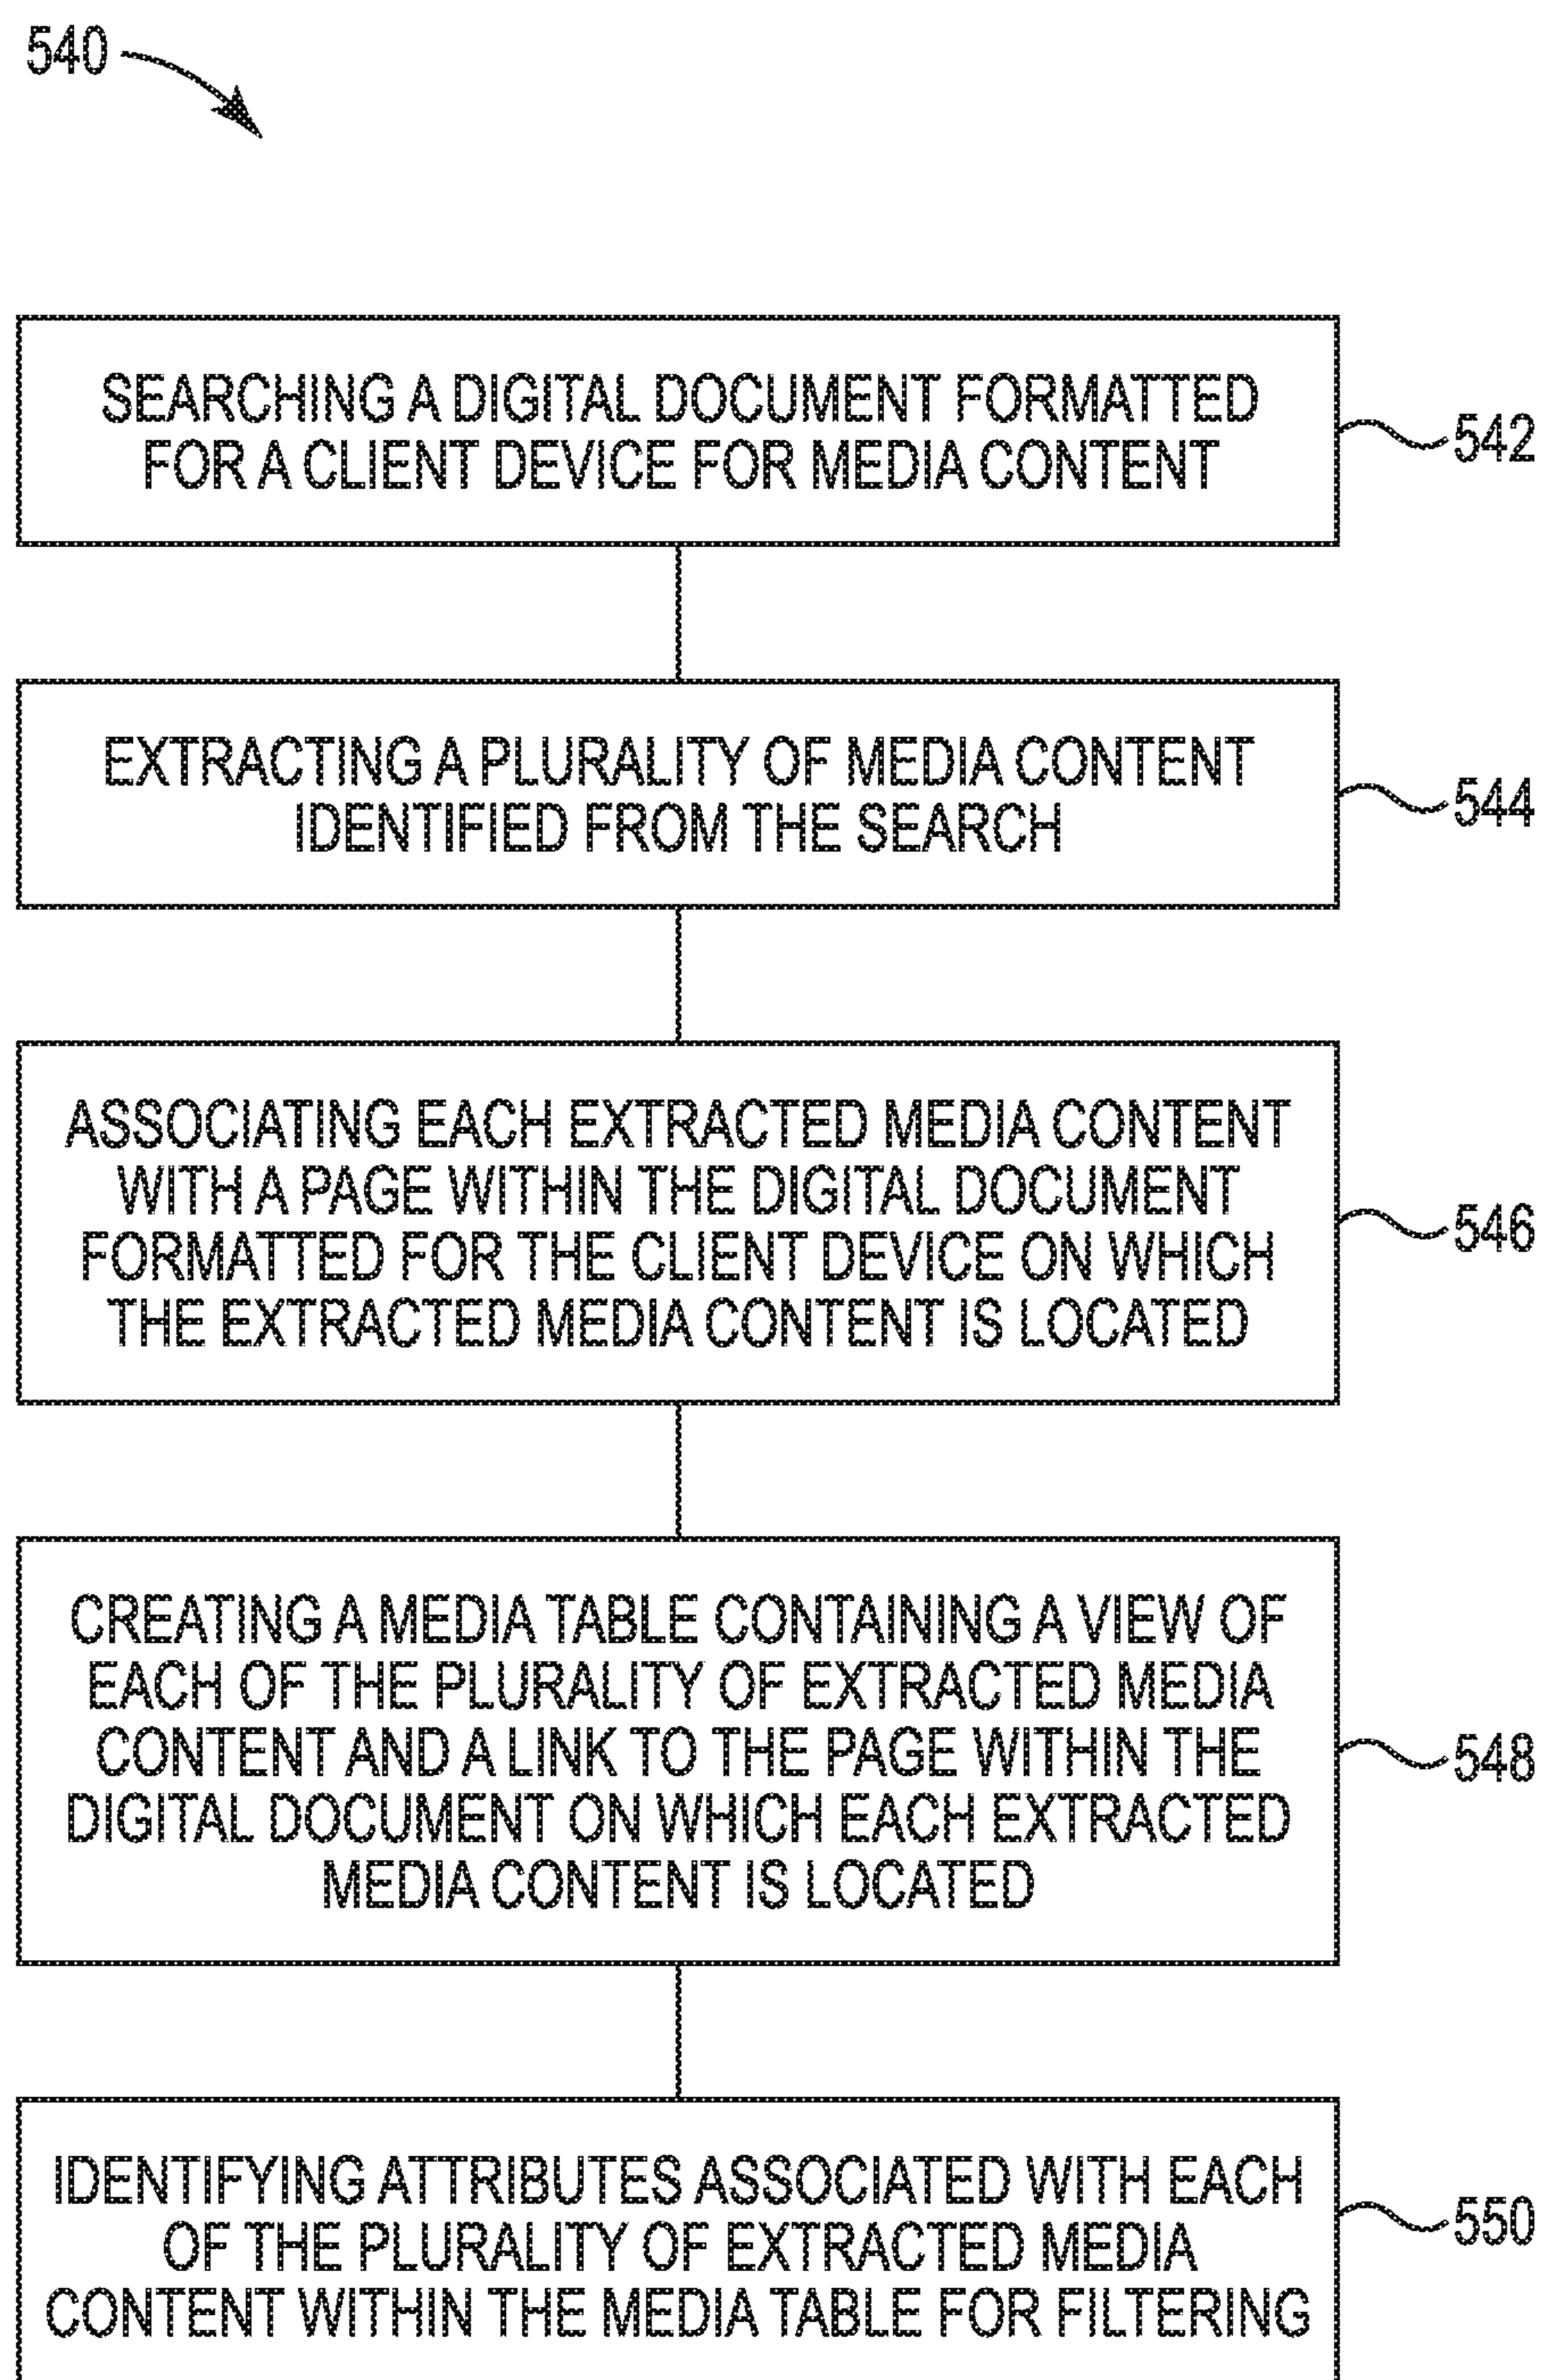 540
SEARCHING A DIGITAL DOCUMENT FORMATTED
FOR A CLIENT DEVICE FOR MEDIA CONTENT
542
EXTRACTING A PLURALITY OF MEDIA CONTENT
IDENTIFIED FROM THE SEARCH
544
ASSOCIATING EACH EXTRACTED MEDIA CONTENT
WITH A PAGE WITHIN THE DIGITAL DOCUMENT
FORMATTED FOR THE CLIENT DEVICE ON WHICH
THE EXTRACTED MEDIA CONTENT IS LOCATED
546
CREATING A MEDIA TABLE CONTAINING A VIEW OF
EACH OF THE PLURALITY OF EXTRACTED MEDIA
CONTENT AND A LINK TO THE PAGE WITHIN THE
DIGITAL DOCUMENT ON WHICH EACH EXTRACTED
MEDIA CONTENT IS LOCATED
548
IDENTIFYING ATTRIBUTES ASSOCIATED WITH EACH
OF THE PLURALITY OF EXTRACTED MEDIA
CONTENT WITHIN THE MEDIA TABLE FOR FILTERING
550